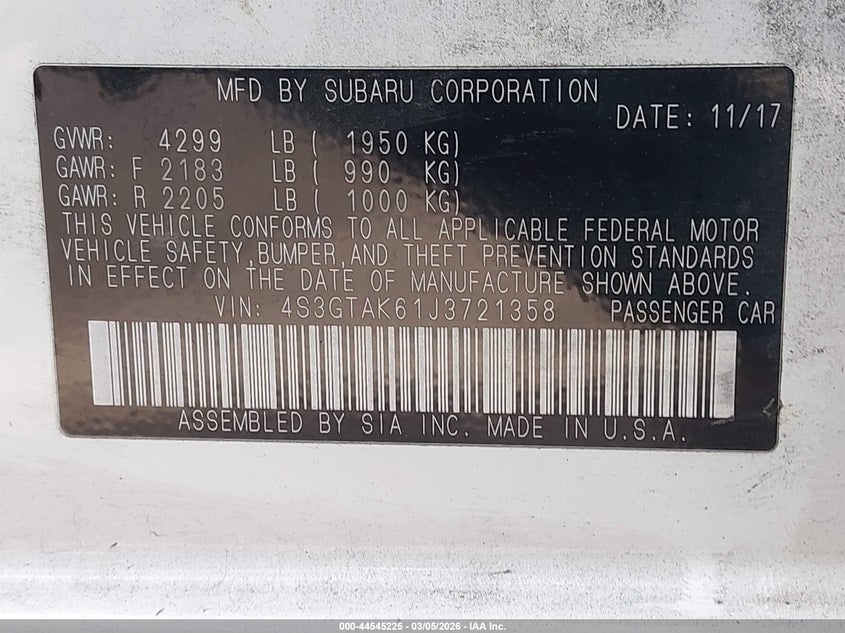 MFD BY SUBARU CORPORATION
DATE: 11/17
GVWR: 4299 LB ( 1950 KG)
GAWR: F 2183 LB ( 990 KG)
GAWR: R 2205 LB ( 1000 KG)
THIS VEHICLE CONFORMS TO ALL APPLICABLE FEDERAL MOTOR
VEHICLE SAFETY,BUMPER,AND THEFT PREVENTION STANDARDS
IN EFFECT ON THE DATE OF MANUFACTURE SHOWN ABOVE.
VIN: 4S3GTAK61J3721358 PASSENGER CAR
ASSEMBLED BY SIA INC. MADE IN U.S.A.
000-44545225 - 03/05/2026 - IAA Inc.